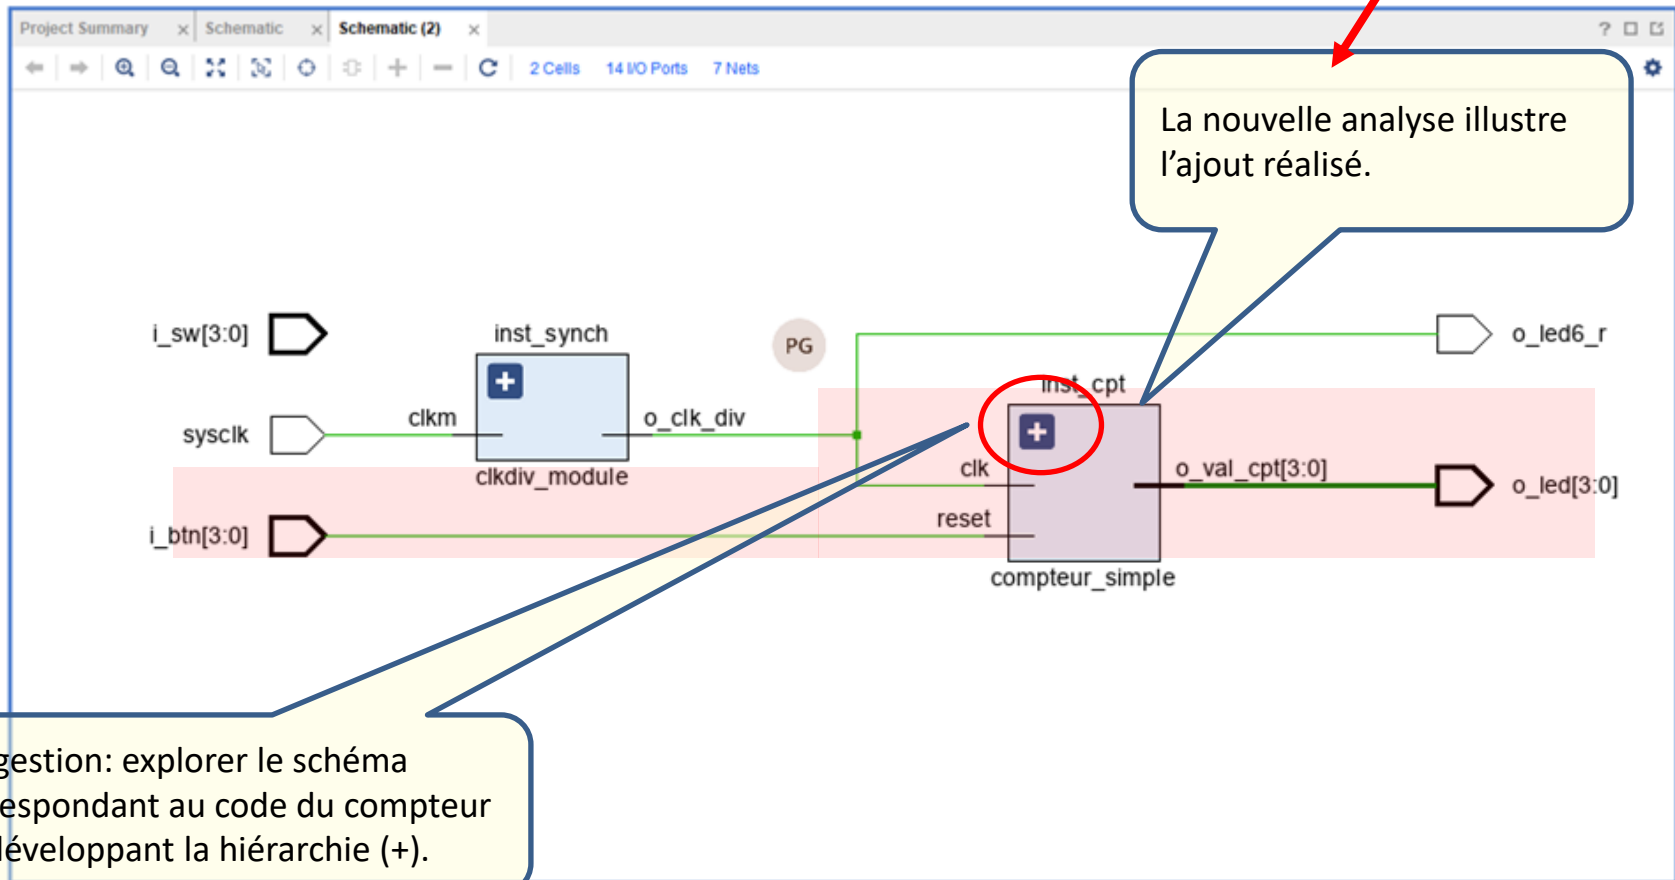 Project Summary × Schematic × Schematic (2) ×
2 Cells 14 I/O Ports 7 Nets
La nouvelle analyse illustre
l’ajout réalisé.
i_sw[3:0]
inst_synch
PG
o_led6_r
inst_cpt
sysclk
clkm
o_clk_div
clkdiv_module
clk
o_val_cpt[3:0]
o_led[3:0]
i_btn[3:0]
reset
compteur_simple
gestion: explorer le schéma
espondant au code du compteur
développant la hiérarchie (+).